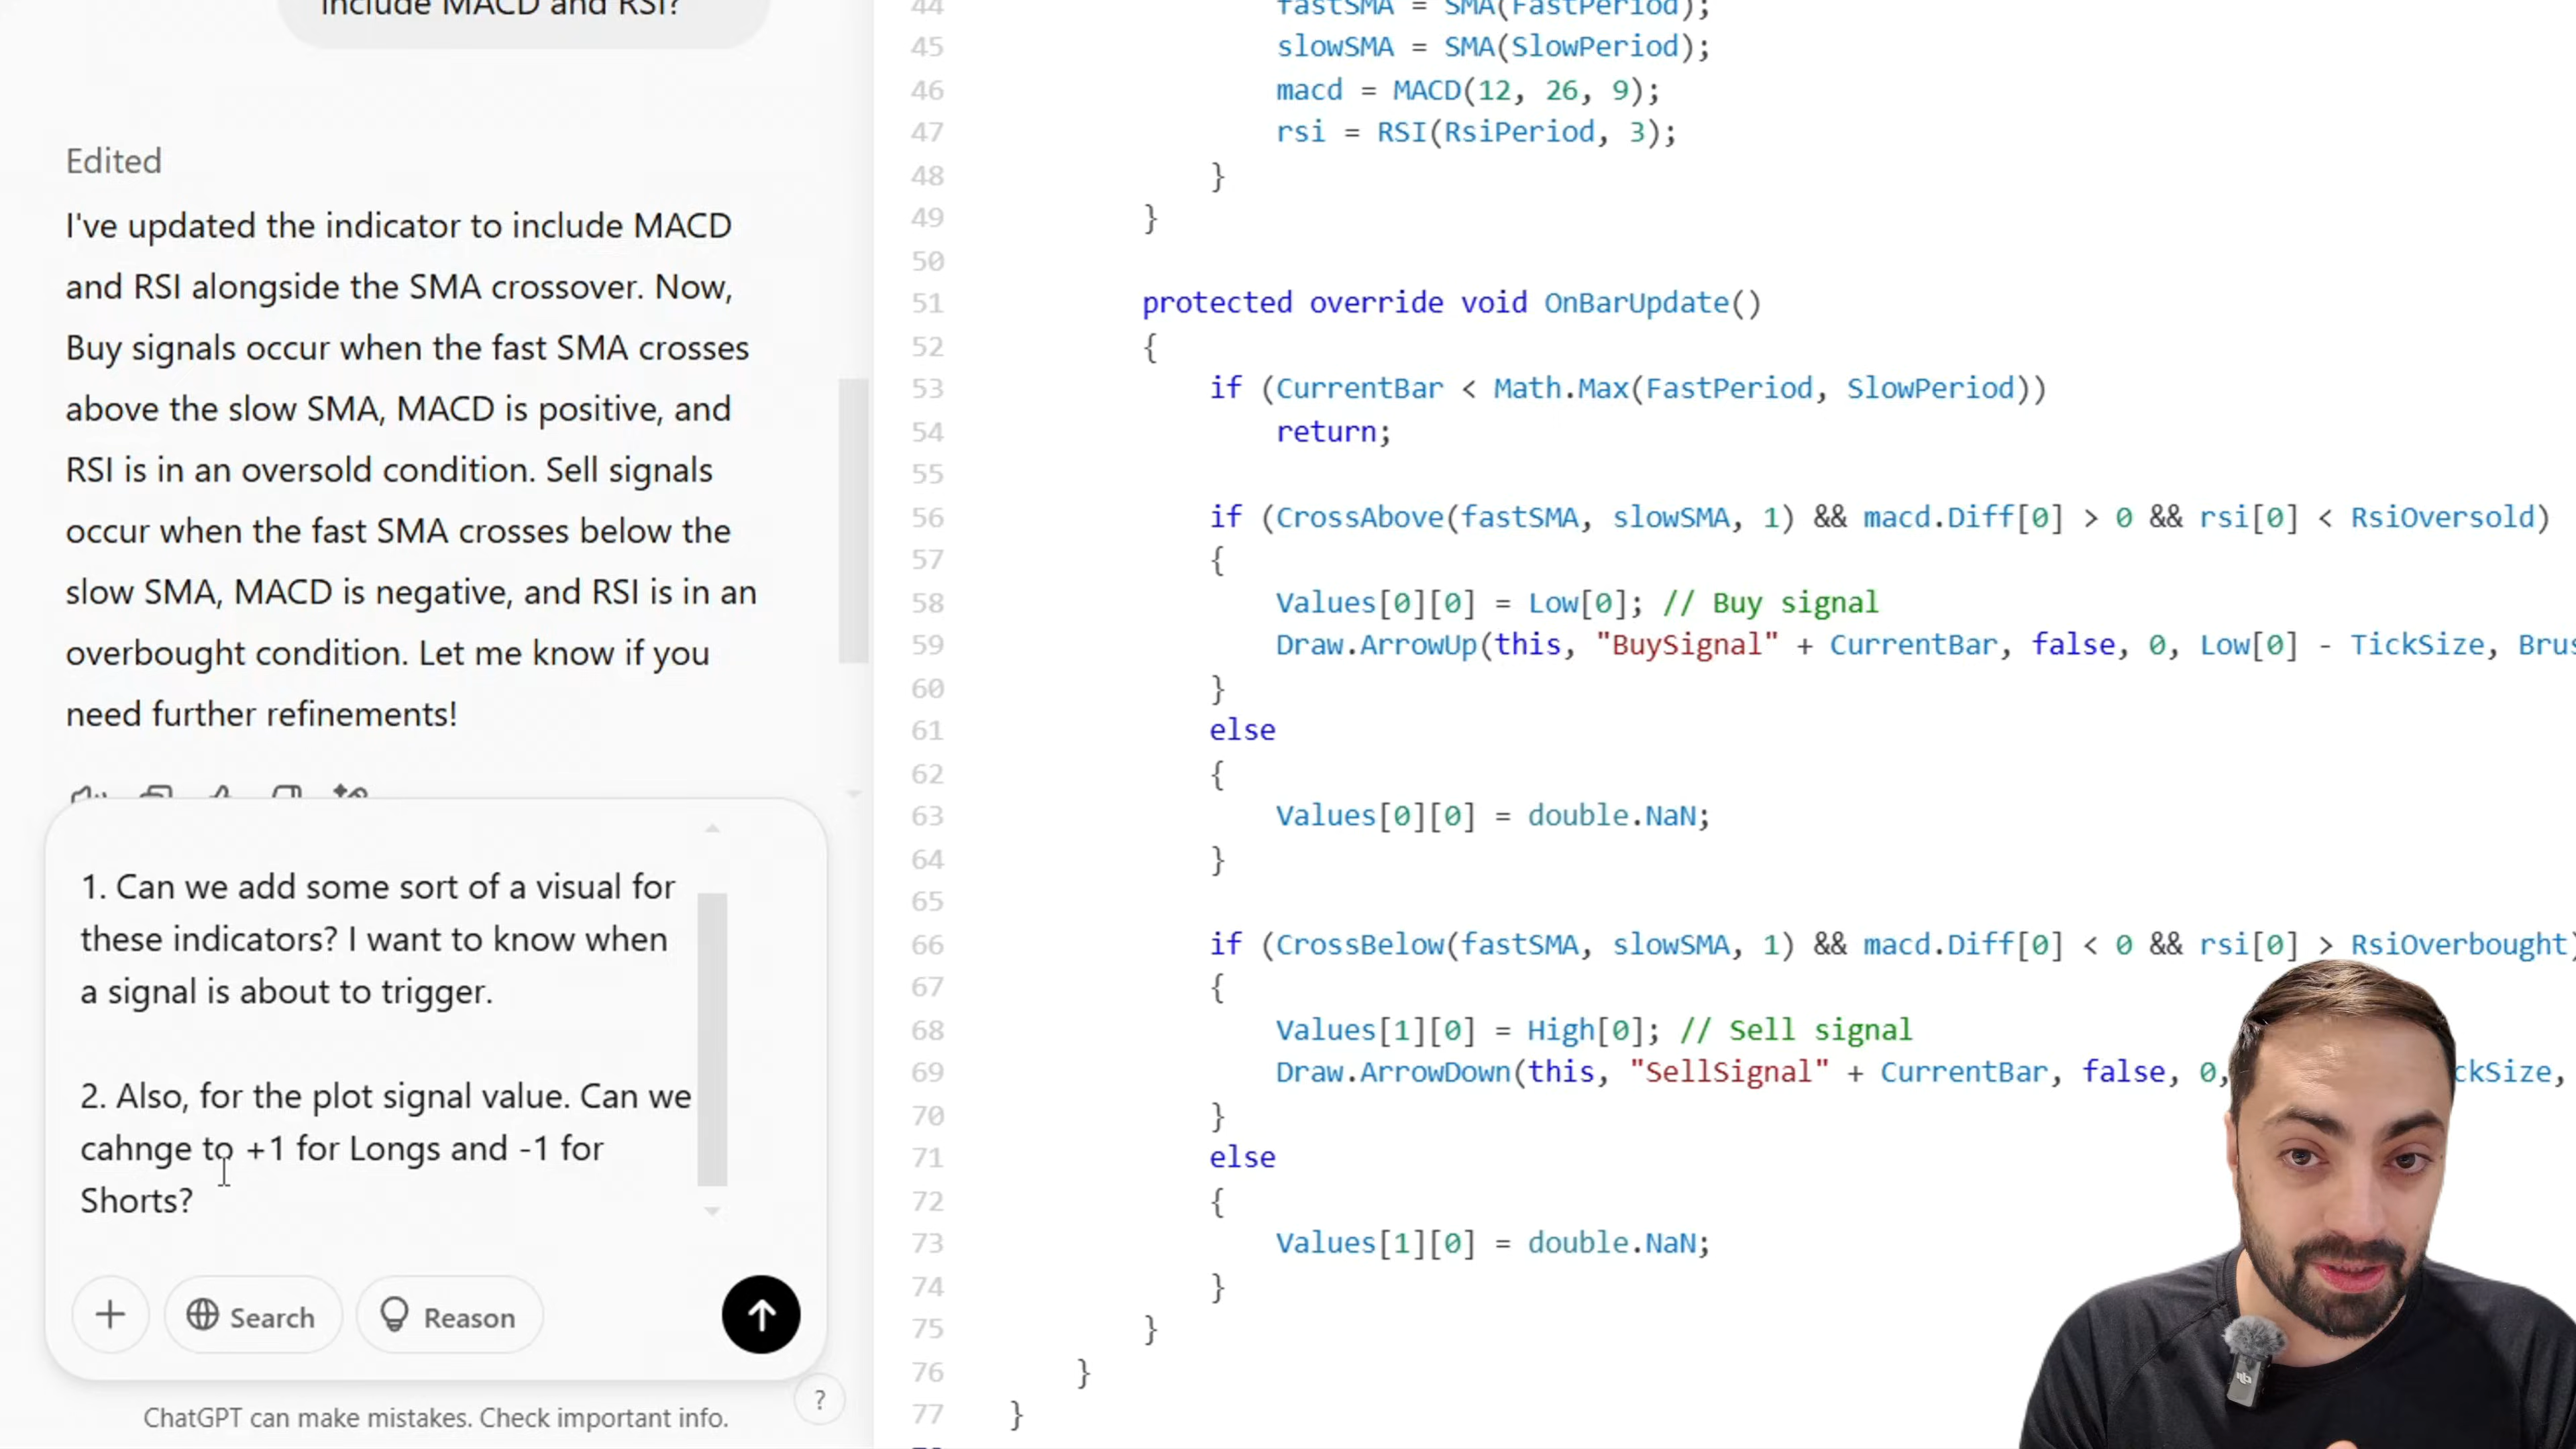 include MACD and RSI?
Edited
I've updated the indicator to include MACD
and RSI alongside the SMA crossover. Now,
Buy signals occur when the fast SMA crosses
above the slow SMA, MACD is positive, and
RSI is in an oversold condition. Sell signals
occur when the fast SMA crosses below the
slow SMA, MACD is negative, and RSI is in an
overbought condition. Let me know if you
need further refinements!
1. Can we add some sort of a visual for
these indicators? I want to know when
a signal is about to trigger.
2. Also, for the plot signal value. Can we
cahnge to +1 for Longs and -1 for
Shorts?
Search
Reason
ChatGPT can make mistakes. Check important info.
?
44 fastSMA = SMA(FastPeriod);
45 slowSMA = SMA(SlowPeriod);
46 macd = MACD(12, 26, 9);
47 rsi = RSI(RsiPeriod, 3);
48 }
49 }
50
51 protected override void OnBarUpdate()
52 {
53 if (CurrentBar < Math.Max(FastPeriod, SlowPeriod))
54 return;
55
56 if (CrossAbove(fastSMA, slowSMA, 1) && macd.Diff[0] > 0 && rsi[0] < RsiOversold)
57 {
58 Values[0][0] = Low[0]; // Buy signal
59 Draw.ArrowUp(this, "BuySignal" + CurrentBar, false, 0, Low[0] - TickSize, Brus
60 }
61 else
62 {
63 Values[0][0] = double.NaN;
64 }
65
66 if (CrossBelow(fastSMA, slowSMA, 1) && macd.Diff[0] < 0 && rsi[0] > RsiOverbought)
67 {
68 Values[1][0] = High[0]; // Sell signal
69 Draw.ArrowDown(this, "SellSignal" + CurrentBar, false, 0, ckSize,
70 }
71 else
72 {
73 Values[1][0] = double.NaN;
74 }
75 }
76 }
77 }